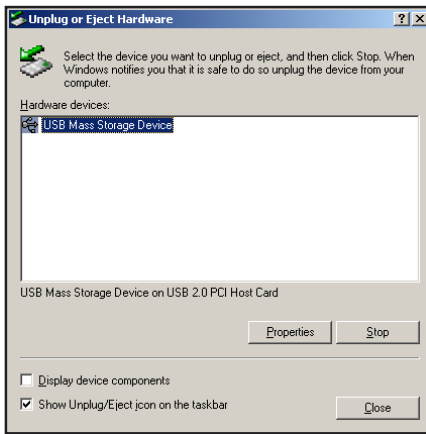 Unplug or Eject Hardware
Select the device you want to unplug or eject, and then click Stop. When
Windows notifies you that it is safe to do so unplug the device from your
computer.
Hardware devices:
USB Mass Storage Device
USB Mass Storage Device on USB 2.0 PCI Host Card
Properties
Stop
Display device components
Show Unplug/Eject icon on the taskbar
Close